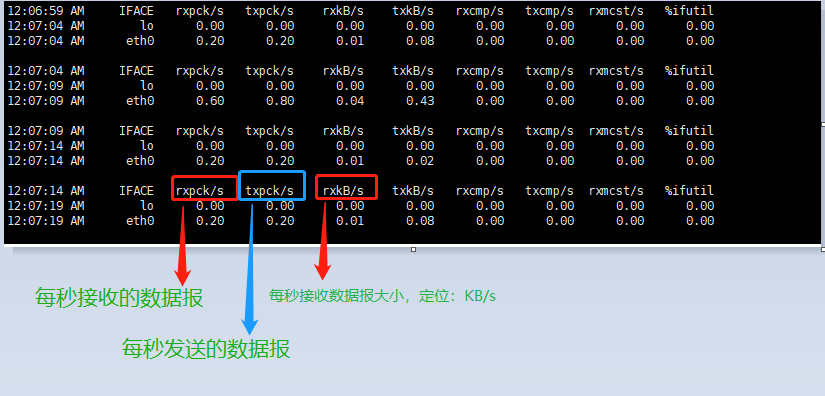 12:06:59 AM IFACE rxpck/s txpck/s rxkB/s txkB/s rxcmp/s txcmp/s rxmcst/s %ifutil
12:07:04 AM lo 0.00 0.00 0.00 0.00 0.00 0.00 0.00 0.00
12:07:04 AM eth0 0.20 0.20 0.01 0.08 0.00 0.00 0.00 0.00
12:07:04 AM IFACE rxpck/s txpck/s rxkB/s txkB/s rxcmp/s txcmp/s rxmcst/s %ifutil
12:07:09 AM lo 0.00 0.00 0.00 0.00 0.00 0.00 0.00 0.00
12:07:09 AM eth0 0.60 0.80 0.04 0.43 0.00 0.00 0.00 0.00
12:07:09 AM IFACE rxpck/s txpck/s rxkB/s txkB/s rxcmp/s txcmp/s rxmcst/s %ifutil
12:07:14 AM lo 0.00 0.00 0.00 0.00 0.00 0.00 0.00 0.00
12:07:14 AM eth0 0.20 0.20 0.01 0.02 0.00 0.00 0.00 0.00
12:07:14 AM IFACE rxpck/s txpck/s rxkB/s txkB/s rxcmp/s txcmp/s rxmcst/s %ifutil
12:07:19 AM lo 0.00 0.00 0.00 0.00 0.00 0.00 0.00 0.00
12:07:19 AM eth0 0.20 0.20 0.01 0.08 0.00 0.00 0.00 0.00
每秒接收的数据报
每秒接收数据报大小，定位：KB/s
每秒发送的数据报